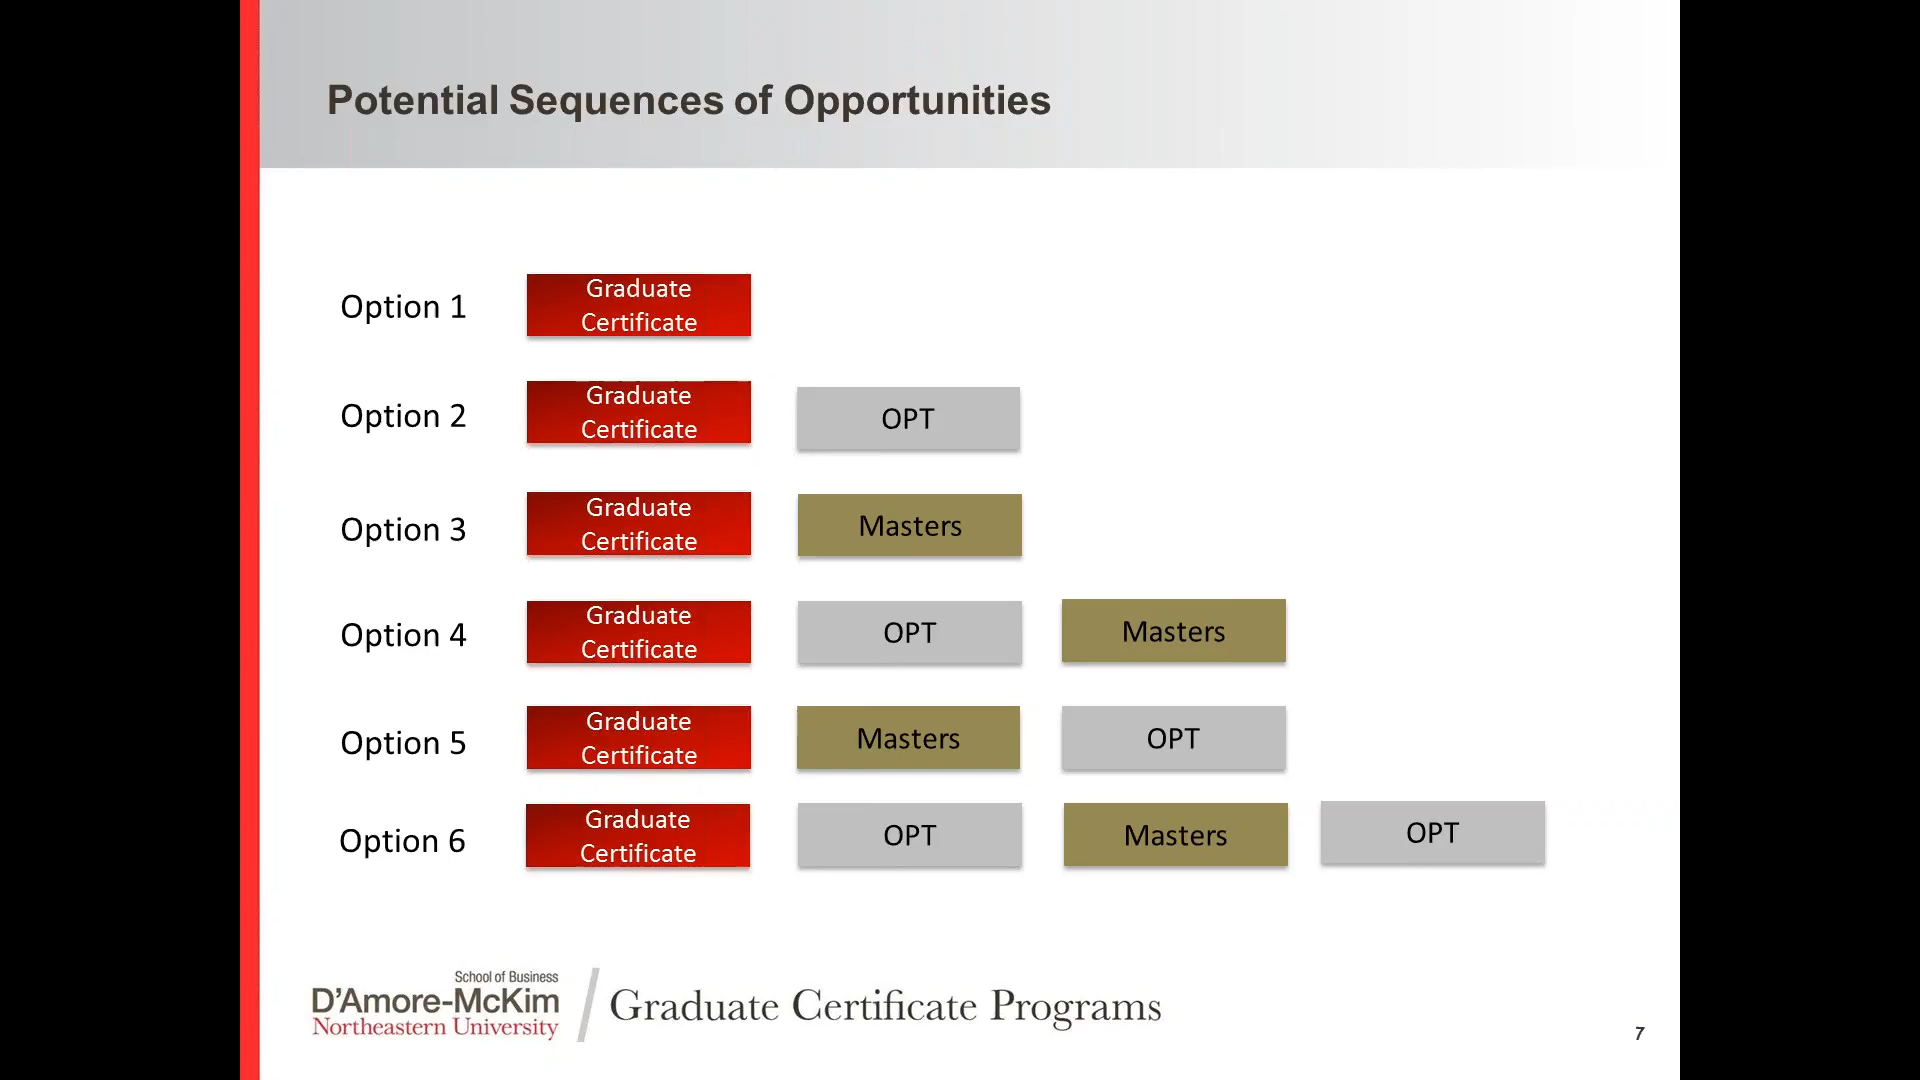 Potential Sequences of Opportunities
Option 1
Graduate
Certificate
Option 2
Graduate
Certificate
OPT
Option 3
Graduate
Certificate
Masters
Option 4
Graduate
Certificate
OPT
Masters
Option 5
Graduate
Certificate
Masters
OPT
Option 6
Graduate
Certificate
OPT
Masters
OPT
School of Business
D'Amore-McKim
Northeastern University
Graduate Certificate Programs
7